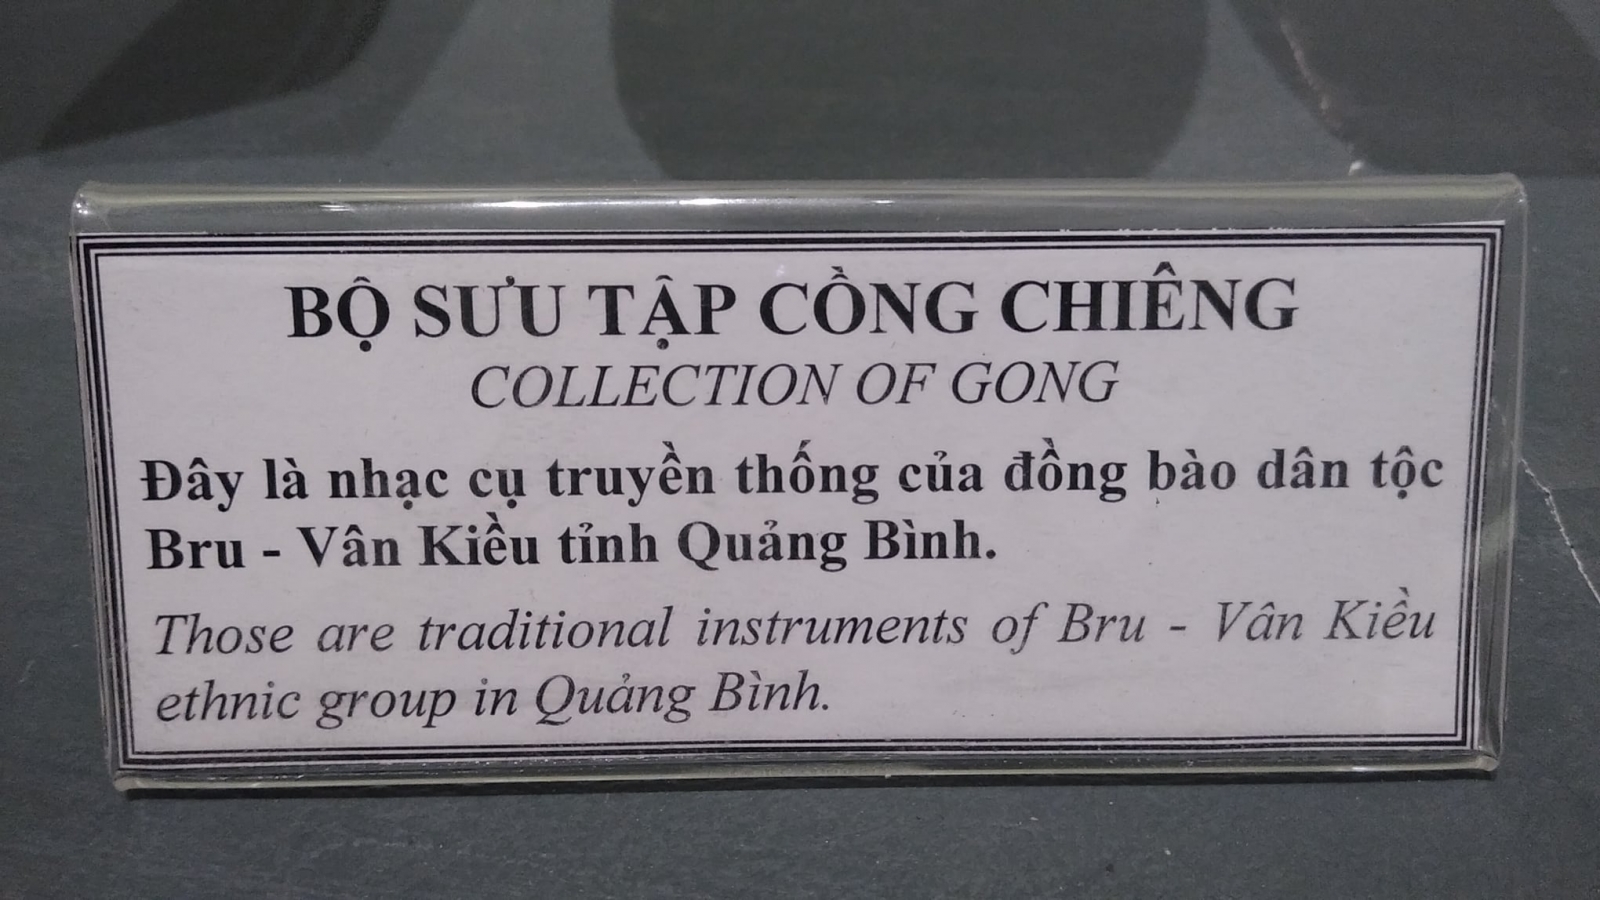 BỘ SƯU TẬP CỒNG CHIÊNG
COLLECTION OF GONG
Đây là nhạc cụ truyền thống của đồng bào dân tộc
Bru - Vân Kiều tỉnh Quảng Bình.
Those are traditional instruments of Bru - Vân Kiều
ethnic group in Quảng Bình.